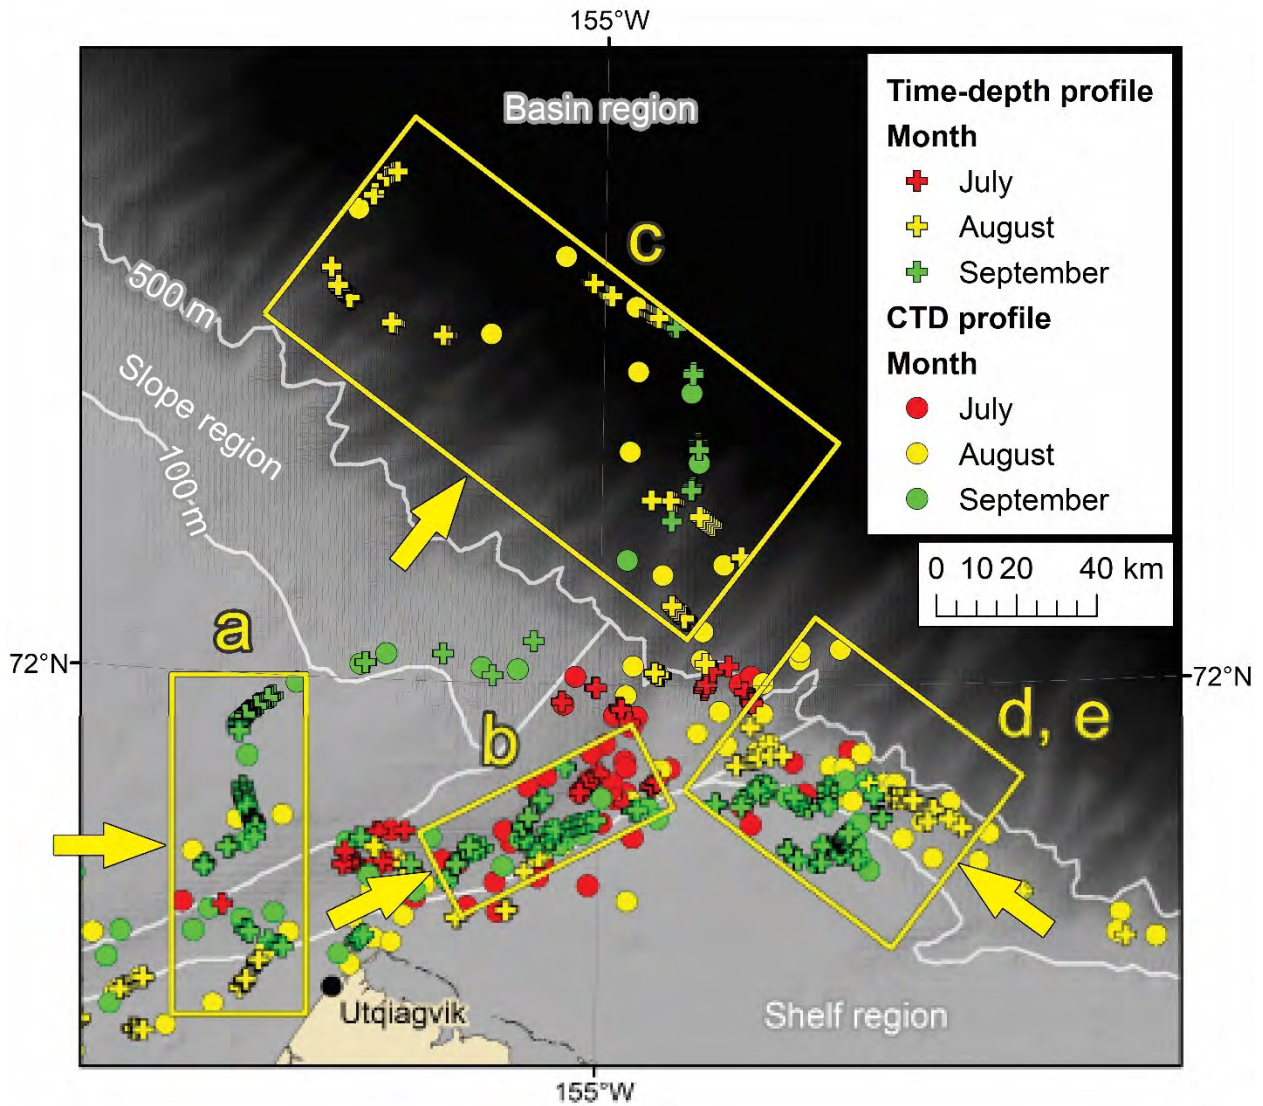 155°W
Basin region
Time-depth profile
Month
July
August
September
CTD profile
Month
July
August
September
0 10 20 40 km
c
500 m
Slope region
100 m
a
72°N
72°N
b
d, e
Utqiagvik
Shelf region
155°W